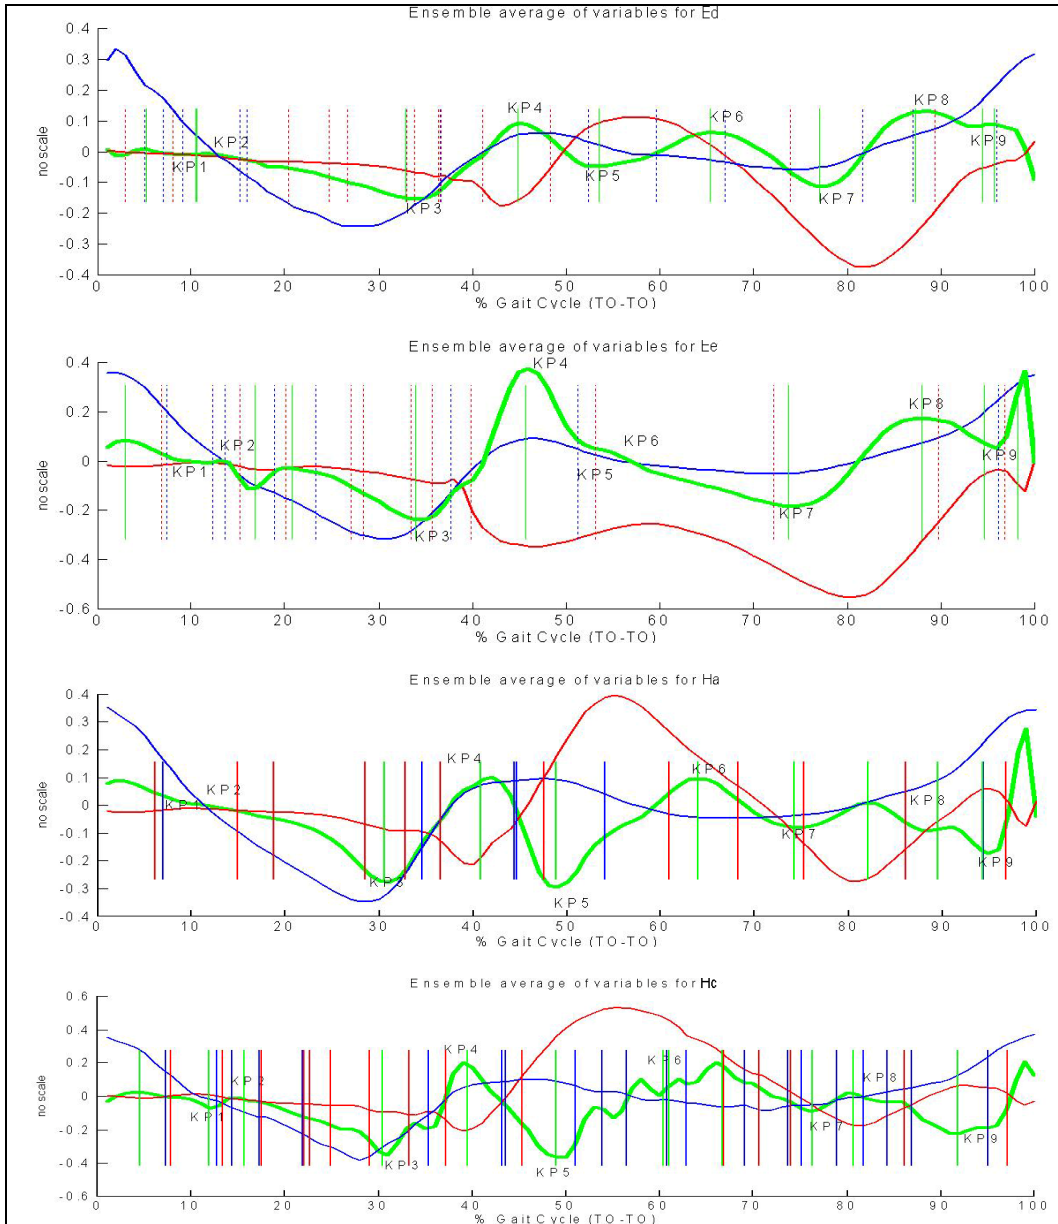 Ensemble average of variables for Ed
0.4
0.3
0.2
0.1
0
-0.1
-0.2
-0.3
-0.4
no scale
KP1
KP2
KP3
KP4
KP5
KP6
KP7
KP8
KP9
0 10 20 30 40 50 60 70 80 90 100
% Gait Cycle (TO-TO)
Ensemble average of variables for Ee
0.4
0.2
0
-0.2
-0.4
-0.6
no scale
KP1
KP2
KP3
KP4
KP5
KP6
KP7
KP8
KP9
0 10 20 30 40 50 60 70 80 90 100
% Gait Cycle (TO-TO)
Ensemble average of variables for Ha
0.4
0.3
0.2
0.1
0
-0.1
-0.2
-0.3
-0.4
no scale
KP1
KP2
KP3
KP4
KP5
KP6
KP7
KP8
KP9
0 10 20 30 40 50 60 70 80 90 100
% Gait Cycle (TO-TO)
Ensemble average of variables for Hc
0.6
0.4
0.2
0
-0.2
-0.4
-0.6
no scale
KP1
KP2
KP3
KP4
KP5
KP6
KP7
KP8
KP9
0 10 20 30 40 50 60 70 80 90 100
% Gait Cycle (TO-TO)